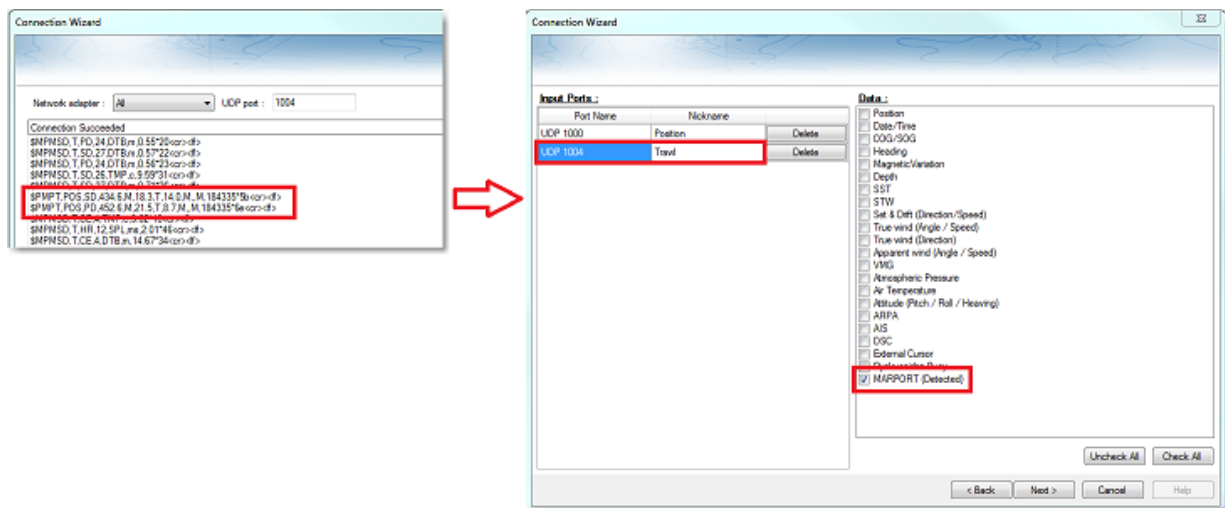 Connection Wizard
Network adapter : All UDP port : 1004
Connection Succeeded
$MPMSD,T,PD,24,DTB,m,0.55*20<cr><lf>
$MPMSD,T,SD,27,DTB,m,0.57*22<cr><lf>
$MPMSD,T,PD,24,DTB,m,0.56*23<cr><lf>
$MPMSD,T,SD,26,TMP,c,9.59*31<cr><lf>
$PMPT,POS,SD,434.6,M,18.3,T,14.0,M,,M,184335*5b<cr><lf>
$PMPT,POS,PD,452.6,M,21.5,T,8.7,M,,M,184335*6e<cr><lf>
$MPMSD,T,HR,12,SPL,ms,2.01*46<cr><lf>
$MPMSD,T,CE,4,DTB,m,14.67*34<cr><lf>
Connection Wizard
Input Ports :
Port Name Nickname
UDP 1000 Position Delete
UDP 1004 Trawl Delete
Data :
Position
Date/Time
COG/SOG
Heading
MagneticVariation
Depth
SST
STW
Set & Drift (Direction/Speed)
True wind (Angle / Speed)
True wind (Direction)
Apparent wind (Angle / Speed)
VMG
Atmospheric Pressure
Air Temperature
Attitude (Pitch / Roll / Heaving)
ARPA
AIS
DSC
External Cursor
MARPORT (Detected)
Uncheck All Check All
< Back Next > Cancel Help